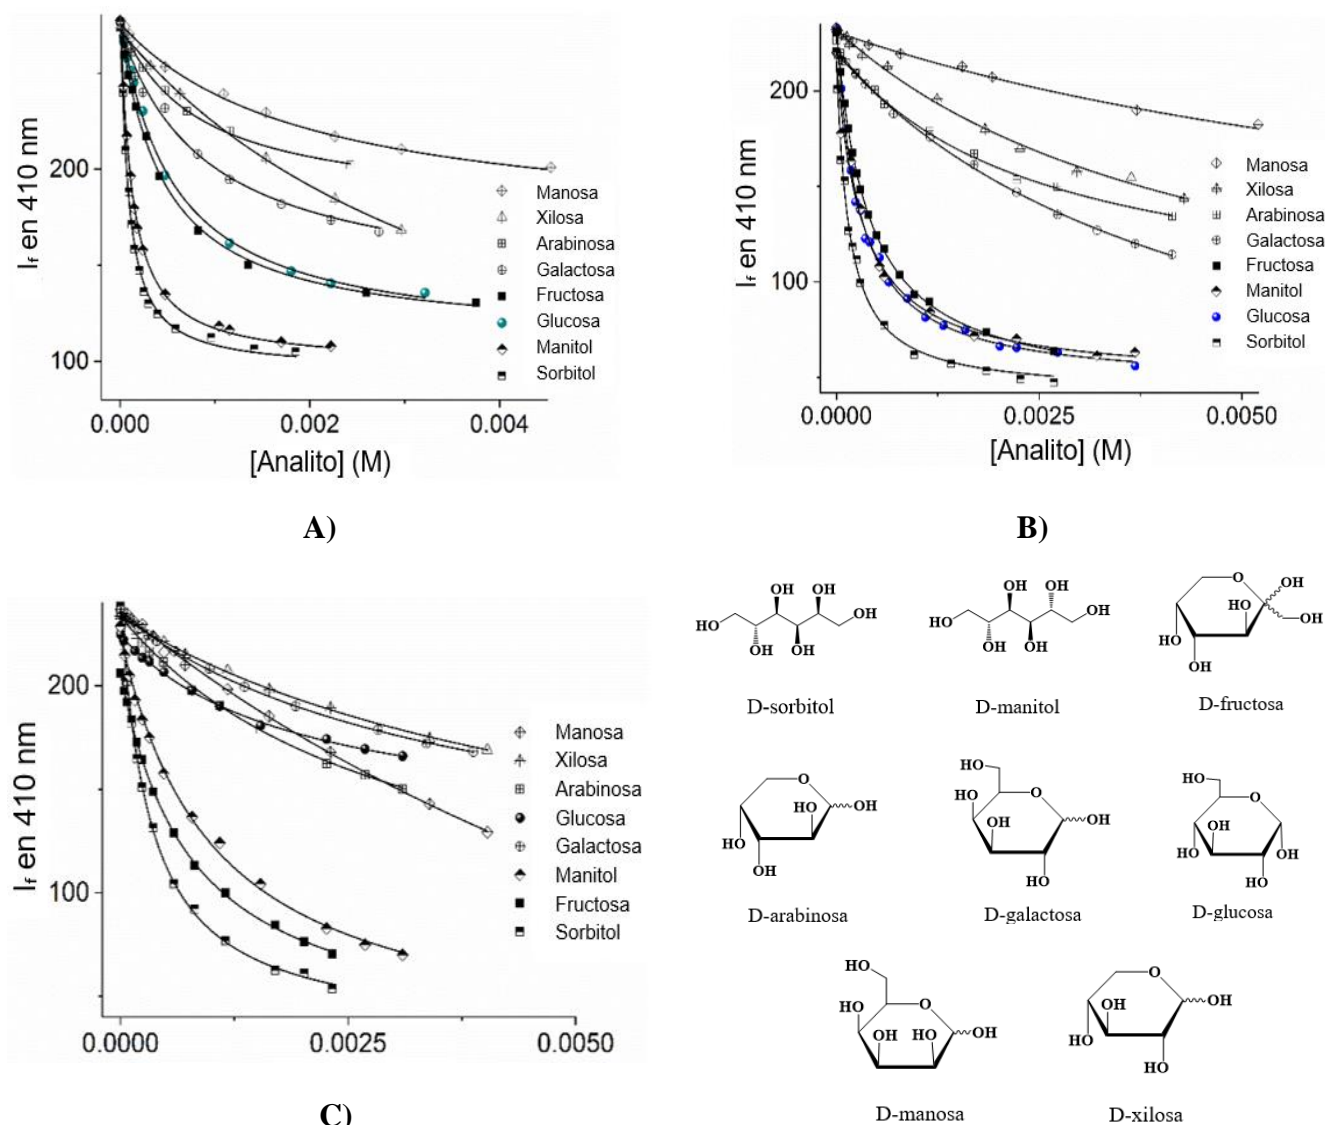 200
100
If en 410 nm
Manosa
Xilosa
Arabinosa
Galactosa
Fructosa
Glucosa
Manitol
Sorbitol
0.000
0.002
0.004
[Analito] (M)
A)
200
100
If en 410 nm
Manosa
Xilosa
Arabinosa
Galactosa
Fructosa
Manitol
Glucosa
Sorbitol
0.0000
0.0025
0.0050
[Analito] (M)
B)
200
100
If en 410 nm
Manosa
Xilosa
Arabinosa
Glucosa
Galactosa
Manitol
Fructosa
Sorbitol
0.0000
0.0025
0.0050
C)
OH OH
HO OH
OH OH
D-sorbitol
OH OH
HO OH
OH OH
D-manitol
O OH
HO OH
HO
OH
D-fructosa
O
HO OH
HO
OH
D-arabinosa
HO
HO O
OH OH
HO
D-galactosa
HO
O
OH
HO OH
HO
D-glucosa
HO
HO O
OH HO OH
D-manosa
O
OH OH
HO
HO
D-xilosa